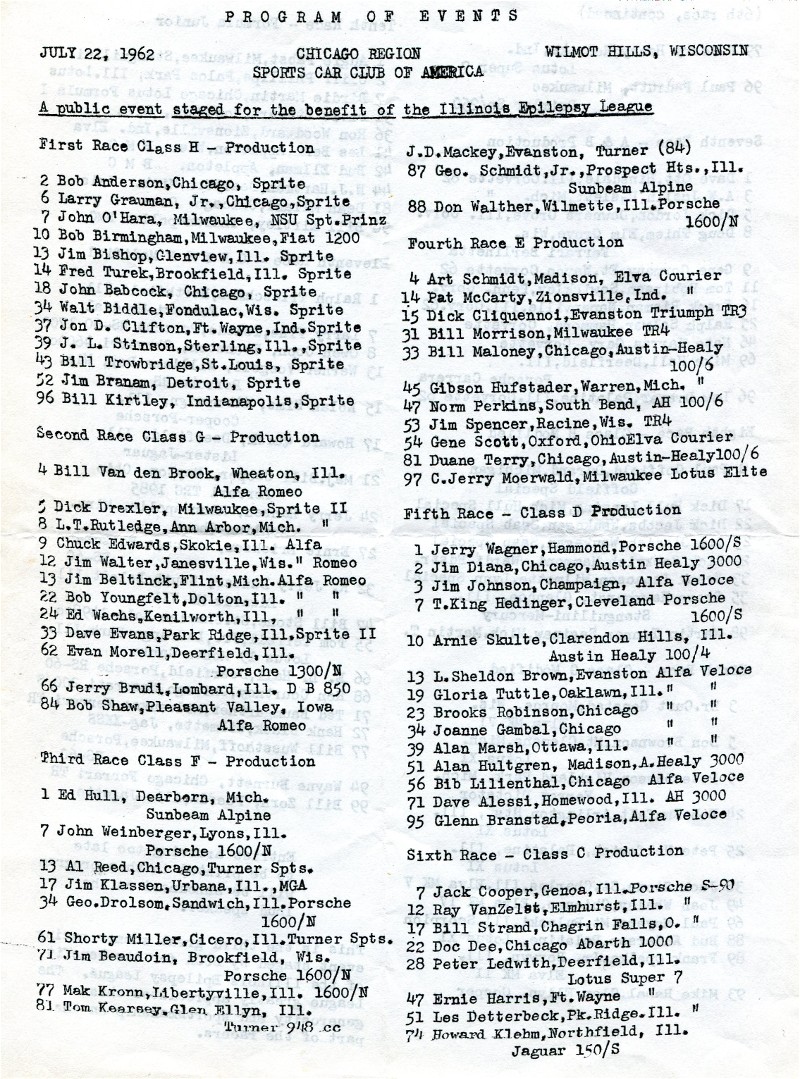 PROGRAM OF EVENTS
JULY 22, 1962 CHICAGO REGION WILMOT HILLS, WISCONSIN
SPORTS CAR CLUB OF AMERICA
A public event staged for the benefit of the Illinois Epilepsy League
First Race Class H - Production
2 Bob Anderson,Chicago, Sprite
6 Larry Grauman, Jr.,Chicago,Sprite
7 John O'Hara, Milwaukee, NSU Spt.Prinz
10 Bob Birmingham,Milwaukee,Fiat 1200
13 Jim Bishop,Glenview,Ill. Sprite
14 Fred Turek,Brookfield,Ill. Sprite
18 John Babcock, Chicago, Sprite
34 Walt Biddle,Fondulac,Wis. Sprite
37 Jon D. Clifton,Ft.Wayne,Ind.Sprite
39 J. L. Stinson,Sterling,Ill.,Sprite
43 Bill Trowbridge,St.Louis, Sprite
52 Jim Branam, Detroit, Sprite
96 Bill Kirtley, Indianapolis,Sprite
Second Race Class G - Production
4 Bill Van den Brook, Wheaton, Ill.
Alfa Romeo
5 Dick Drexler, Milwaukee,Sprite II
8 L.T.Rutledge,Ann Arbor,Mich. "
9 Chuck Edwards,Skokie,Ill. Alfa
12 Jim Walter,Janesville,Wis." Romeo
13 Jim Beltinck,Flint,Mich.Alfa Romeo
22 Bob Youngfelt,Dolton,Ill. " "
24 Ed Wachs,Kenilworth,Ill, " "
33 Dave Evans,Park Ridge,Ill.Sprite II
62 Evan Morell,Deerfield,Ill.
Porsche 1300/N
66 Jerry Brudi,Lombard,Ill. D B 850
84 Bob Shaw,Pleasant Valley, Iowa
Alfa Romeo
Third Race Class F - Production
1 Ed Hull, Dearborn, Mich.
Sunbeam Alpine
7 John Weinberger,Lyons,Ill.
Porsche 1600/N
13 Al Reed,Chicago,Turner Spts.
17 Jim Klassen,Urbana,Ill.,MGA
34 Geo.Drolsom,Sandwich,Ill.Porsche
1600/N
61 Shorty Miller,Cicero,Ill.Turner Spts.
71 Jim Beaudoin, Brookfield, Wis.
Porsche 1600/N
77 Mak Kronn,Libertyville,Ill. 1600/N
81 Tom Kearsey.Glen Ellyn, Ill.
Turner 948 cc
J.D.Mackey,Evanston, Turner (84)
87 Geo. Schmidt,Jr.,Prospect Hts.,Ill.
Sunbeam Alpine
88 Don Walther,Wilmette,Ill.Porsche
1600/N
Fourth Race E Production
4 Art Schmidt,Madison, Elva Courier
14 Pat McCarty,Zionsville,Ind. "
15 Dick Cliquennoi,Evanston Triumph TR3
31 Bill Morrison,Milwaukee TR4
33 Bill Maloney,Chicago,Austin-Healy
100/6
45 Gibson Hufstader,Warren,Mich. "
47 Norm Perkins,South Bend, AH 100/6
53 Jim Spencer,Racine,Wis. TR4
54 Gene Scott,Oxford,OhioElva Courier
81 Duane Terry,Chicago,Austin-Healy100/6
97 C.Jerry Moerwald,Milwaukee Lotus Elite
Fifth Race - Class D Production
1 Jerry Wagner,Hammond,Porsche 1600/S
2 Jim Diana,Chicago,Austin Healy 3000
3 Jim Johnson,Champaign, Alfa Veloce
7 T.King Hedinger,Cleveland Porsche
1600/S
10 Arnie Skulte,Clarendon Hills, Ill.
Austin Healy 100/4
13 L.Sheldon Brown,Evanston Alfa Veloce
19 Gloria Tuttle,Oaklawn,Ill." "
23 Brooks Robinson,Chicago " "
34 Joanne Gambal,Chicago " "
39 Alan Marsh,Ottawa,Ill. " "
51 Alan Hultgren, Madison,A.Healy 3000
56 Bib Lilienthal,Chicago Alfa Veloce
71 Dave Alessi,Homewood,Ill. AH 3000
95 Glenn Branstad,Peoria,Alfa Veloce
Sixth Race - Class C Production
7 Jack Cooper,Genoa,Ill.Porsche S-90
12 Ray VanZelst,Elmhurst,Ill. "
17 Bill Strand,Chagrin Falls,O. "
22 Doc Dee,Chicago Abarth 1000
28 Peter Ledwith,Deerfield,Ill.
Lotus Super 7
47 Ernie Harris,Ft.Wayne "
51 Les Detterbeck,Pk.Ridge.Ill. "
74 Howard Klehm,Northfield, Ill.
Jaguar 150/S